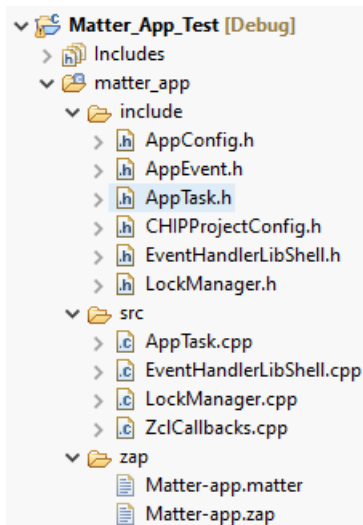 Matter_App_Test [Debug]
Includes
matter_app
include
AppConfig.h
AppEvent.h
AppTask.h
CHIPProjectConfig.h
EventHandlerLibShell.h
LockManager.h
src
AppTask.cpp
EventHandlerLibShell.cpp
LockManager.cpp
ZclCallbacks.cpp
zap
Matter-app.matter
Matter-app.zap